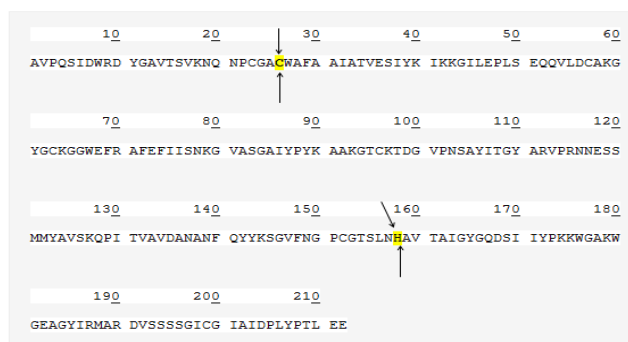 10 20 30 40 50 60
AVPQSIDWRD YGAVTSVKNQ NPCGACWAFA AIATVESIYK IKKGILEPLS EQQVLDCAKG
70 80 90 100 110 120
YGCKGGWEFR AFEFIISNKG VASGAIYPYK AAKGTCKTDG VPNSAYITGY ARVPRNNESS
130 140 150 160 170 180
MMYAVSKQPI TVAVDANANF QYYKSGVFNG PCGTSLNHAV TAIGYGQDSI IYPKKWGAKW
190 200 210
GEAGYIRMAR DVSSSSGICG IAIDPLYPTL EE